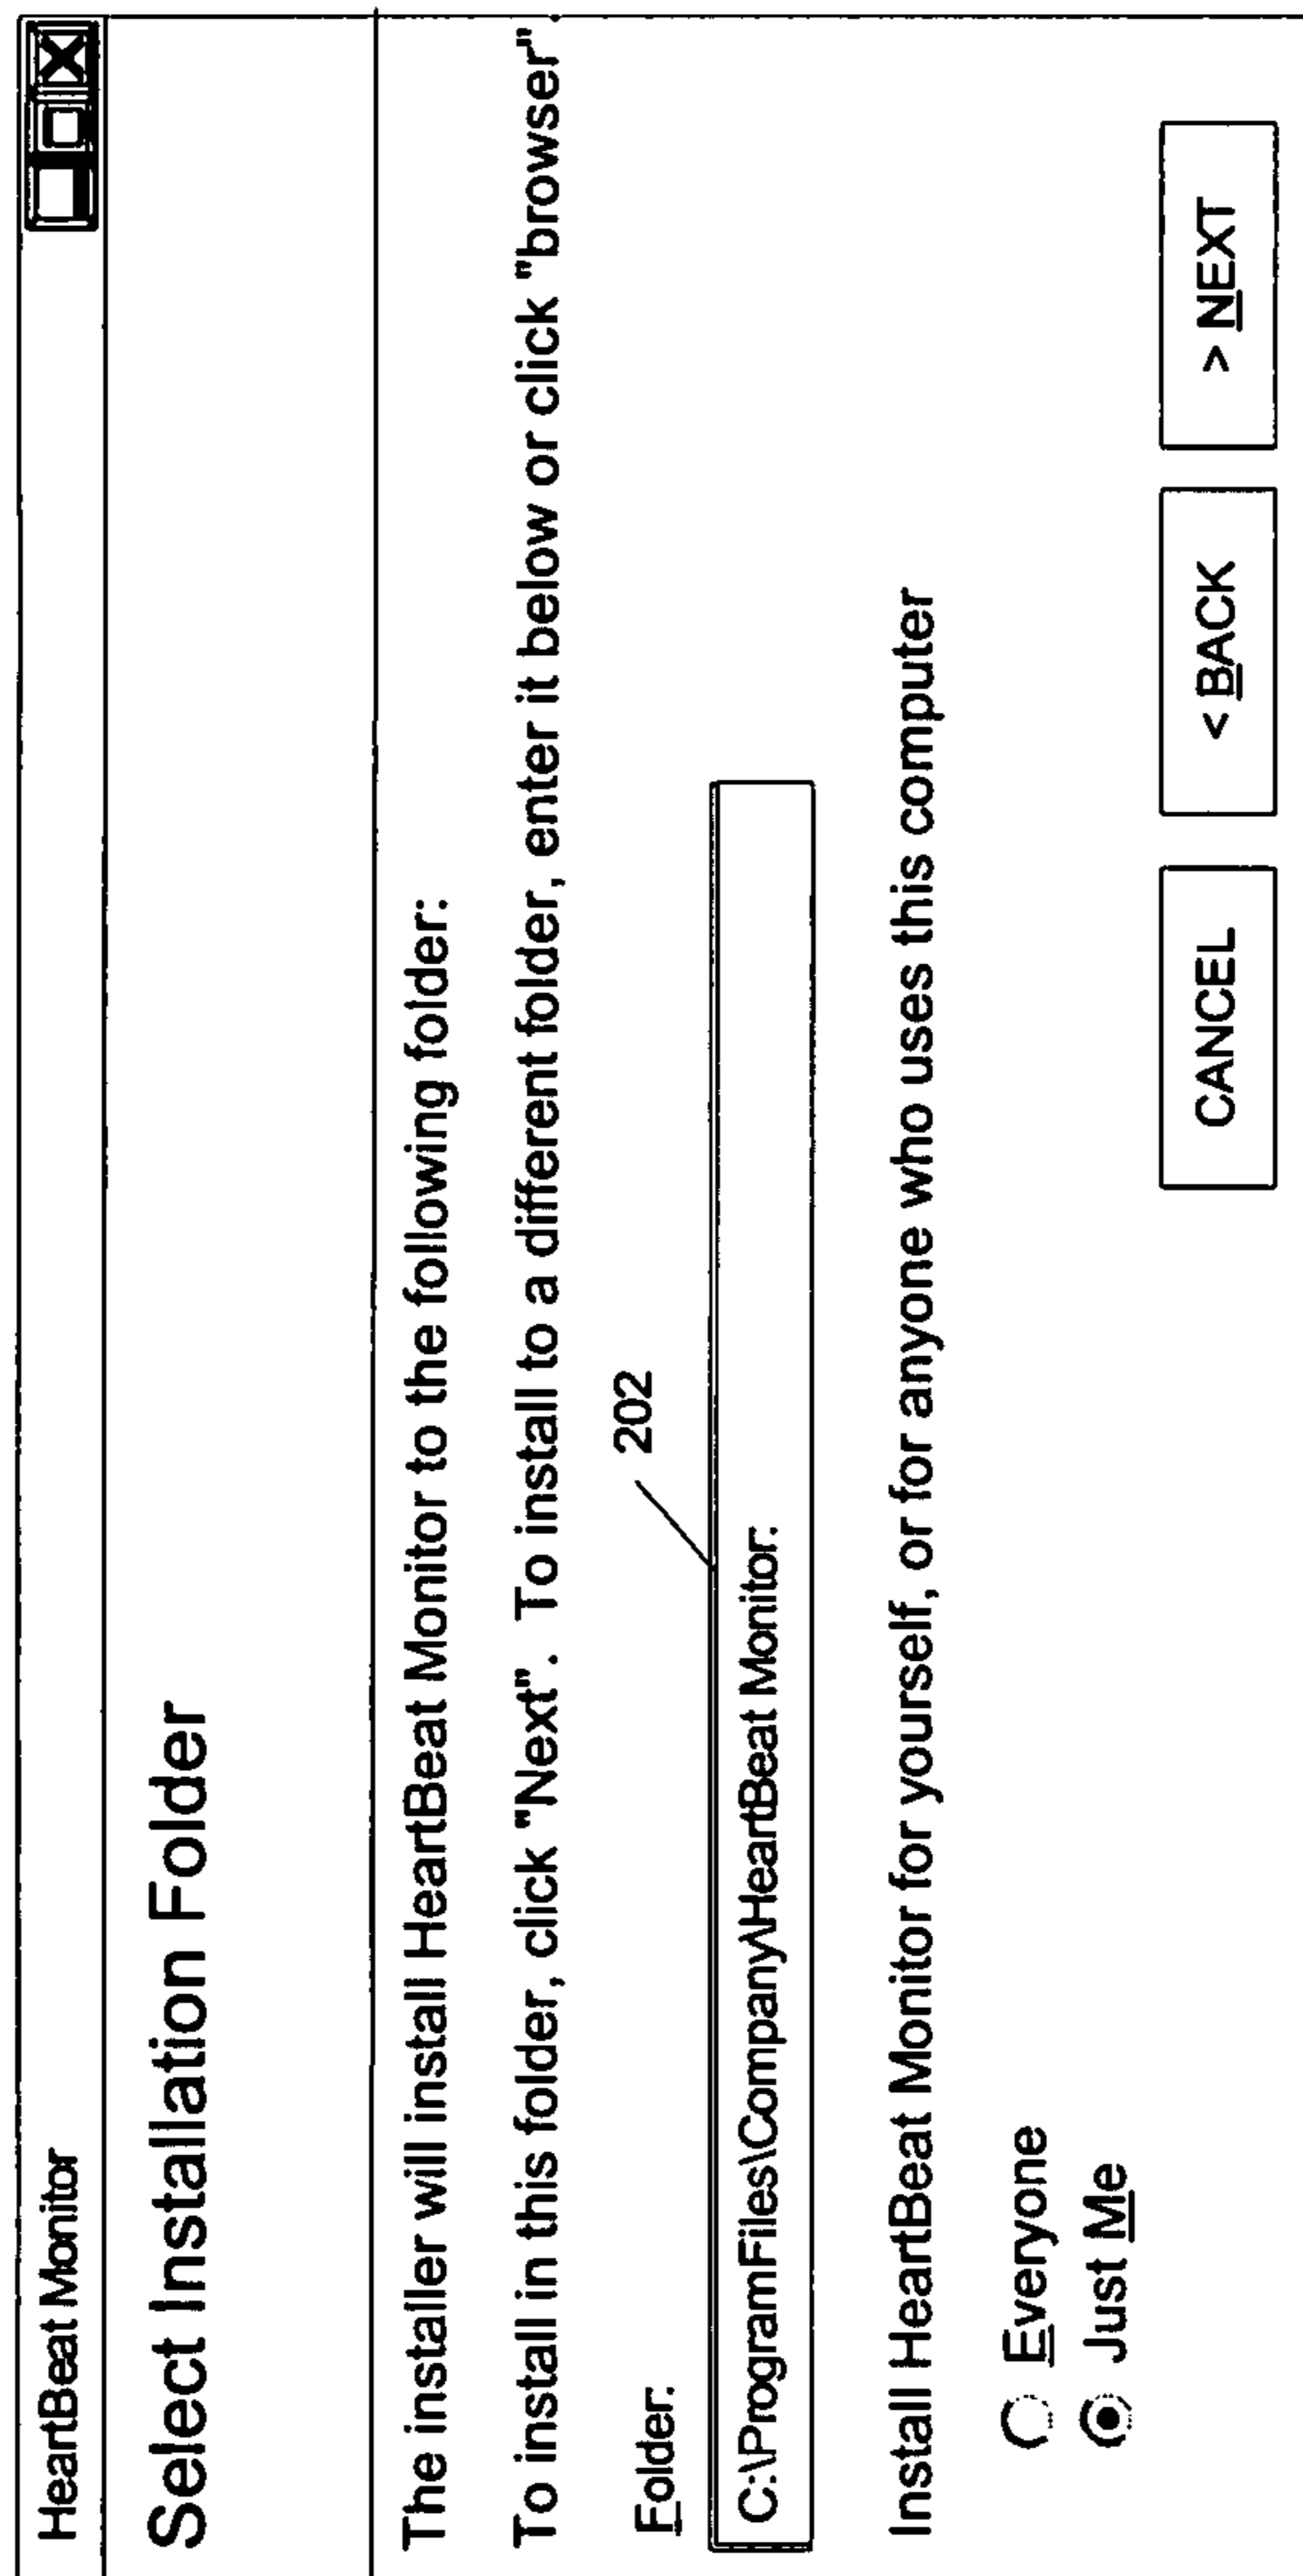 HeartBeat Monitor
Select Installation Folder
The installer will install HeartBeat Monitor to the following folder:
To install in this folder, click "Next". To install to a different folder, enter it below or click "browser"
Folder:
202
C:\ProgramFiles\Company\HeartBeat Monitor:
Install HeartBeat Monitor for yourself, or for anyone who uses this computer
Everyone
Just Me
CANCEL < BACK > NEXT